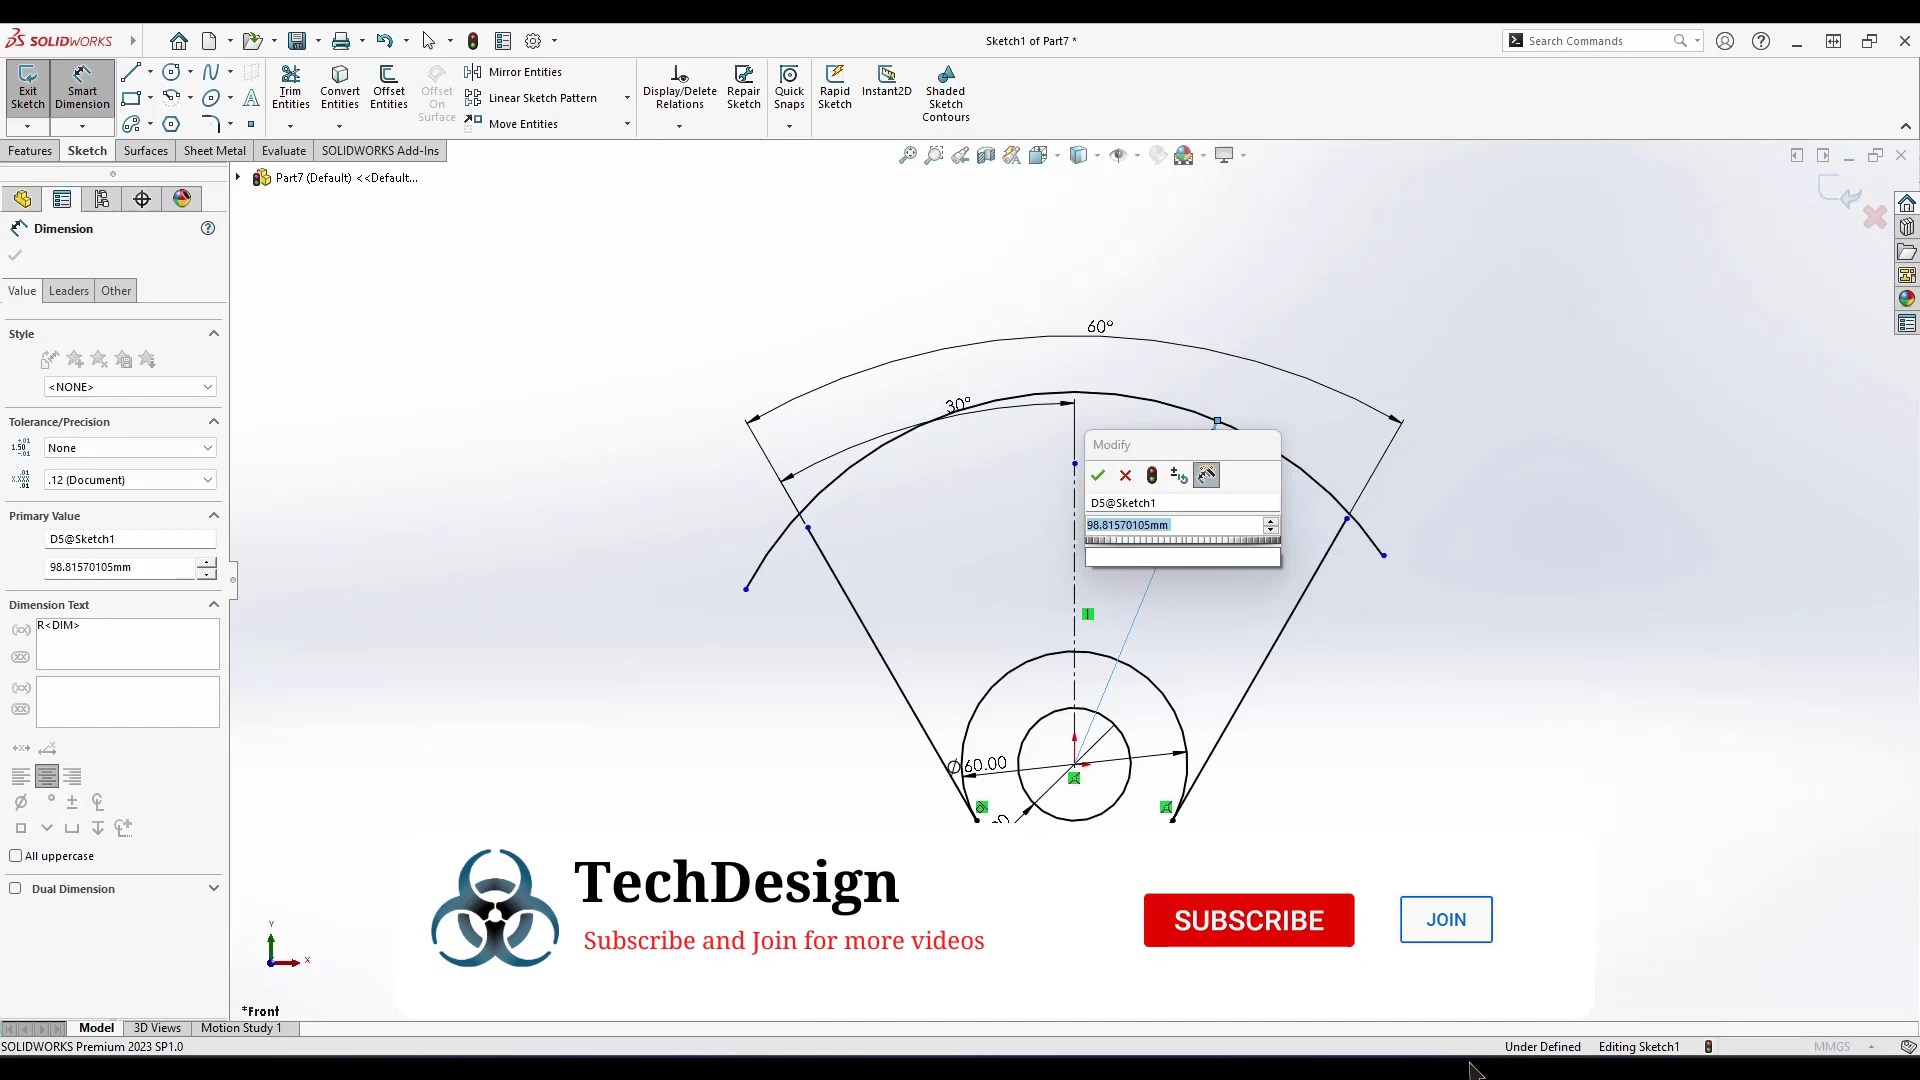 SOLIDWORKS
Sketch1 of Part7 *
Search Commands
Exit Sketch
Smart Dimension
Trim Entities
Convert Entities
Offset Entities
Offset On Surface
Mirror Entities
Linear Sketch Pattern
Move Entities
Display/Delete Relations
Repair Sketch
Quick Snaps
Rapid Sketch
Instant2D
Shaded Sketch Contours
Features
Sketch
Surfaces
Sheet Metal
Evaluate
SOLIDWORKS Add-Ins
Part7 (Default) <<Default...
Dimension
Value
Leaders
Other
Style
<NONE>
Tolerance/Precision
None
.12 (Document)
Primary Value
D5@Sketch1
98.81570105mm
Dimension Text
R<DIM>
All uppercase
Dual Dimension
60°
30°
Modify
D5@Sketch1
98.81570105mm
Ø60.00
TechDesign
Subscribe and Join for more videos
SUBSCRIBE
JOIN
Y
X
*Front
Model
3D Views
Motion Study 1
SOLIDWORKS Premium 2023 SP1.0
Under Defined
Editing Sketch1
MMGS